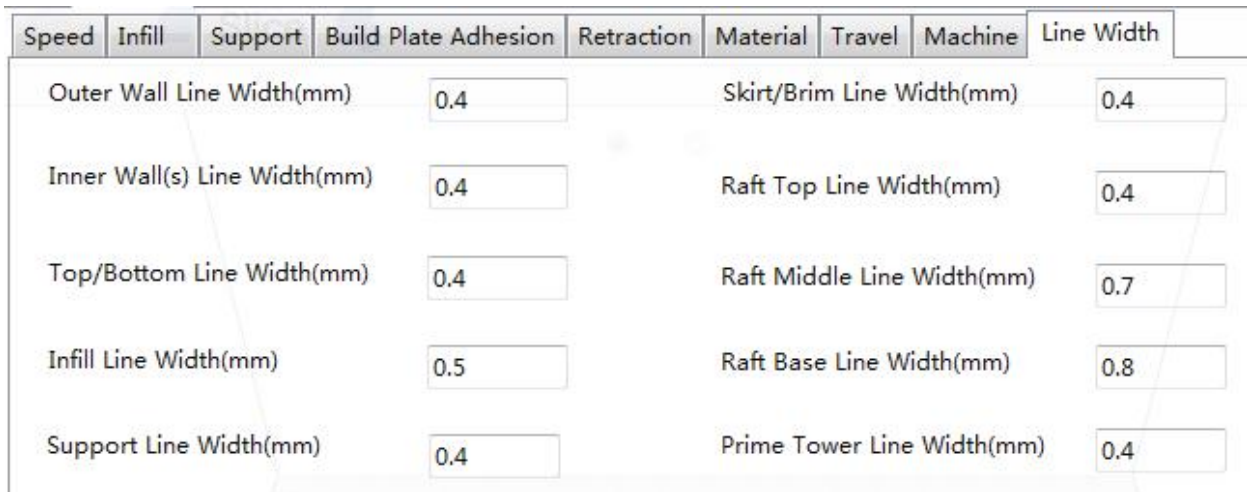 Slice
Speed Infill Support Build Plate Adhesion Retraction Material Travel Machine Line Width
Outer Wall Line Width(mm) 0.4 Skirt/Brim Line Width(mm) 0.4
Inner Wall(s) Line Width(mm) 0.4 Raft Top Line Width(mm) 0.4
Top/Bottom Line Width(mm) 0.4 Raft Middle Line Width(mm) 0.7
Infill Line Width(mm) 0.5 Raft Base Line Width(mm) 0.8
Support Line Width(mm) 0.4 Prime Tower Line Width(mm) 0.4